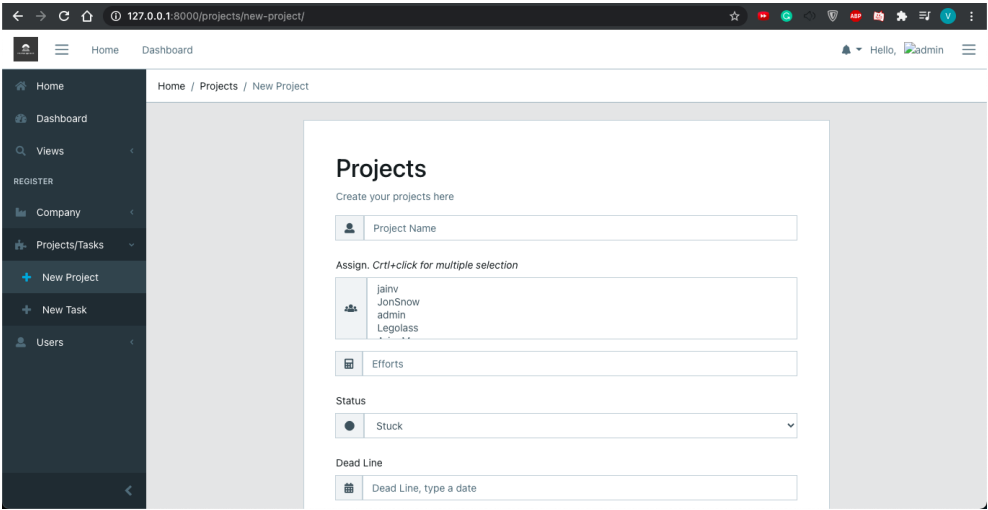 127.0.0.1:8000/projects/new-project/
ABP
V
Home Dashboard
Hello, admin
Home
Dashboard
Views
REGISTER
Company
Projects/Tasks
New Project
New Task
Users
Home / Projects / New Project
Projects
Create your projects here
Project Name
Assign. Crtl+click for multiple selection
jainv
JonSnow
admin
Legolass
Efforts
Status
Stuck
Dead Line
Dead Line, type a date